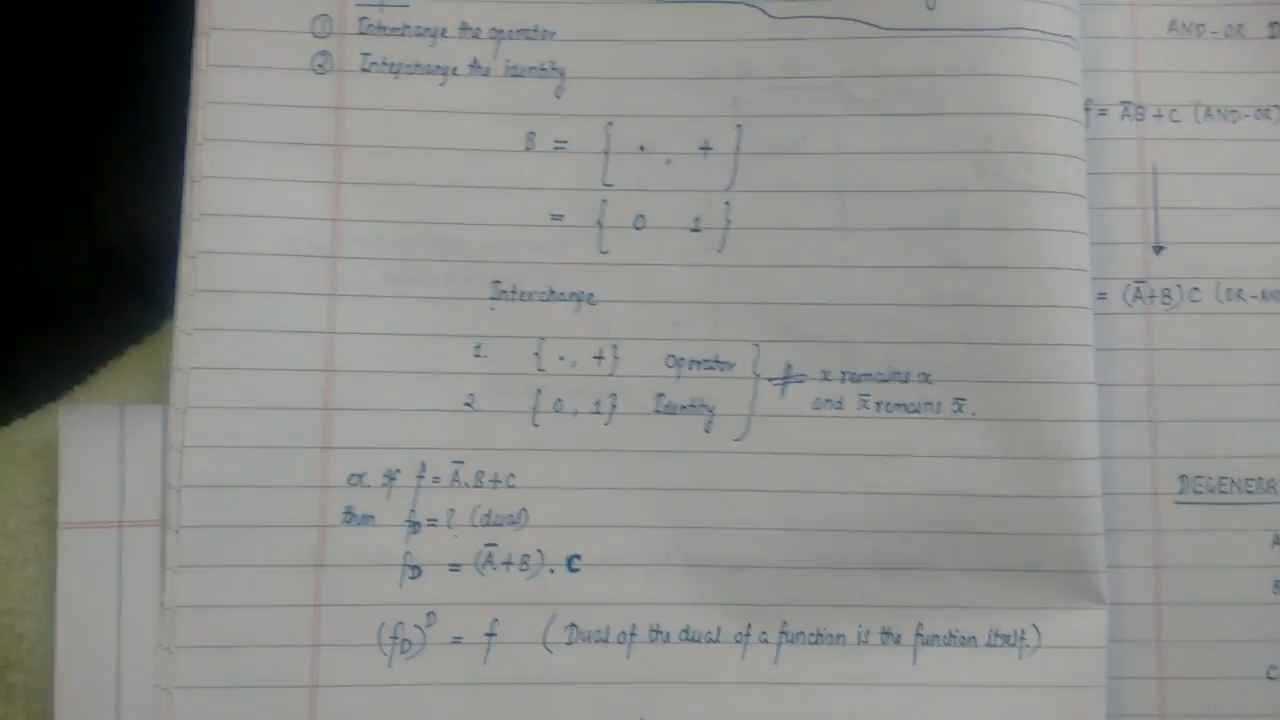 ① Interchange the operator
② Interchange the identity
B = { · , + }
= { 0 1 }
Interchange
1. { ·, +} operator
2. { 0, 1} Identity
x remains x
and x̅ remains x̅.
ex. If f = A̅.B+C
then f_D = ? (dual)
f_D = (A̅+B). C
(f_D)^D = f (Dual of the dual of a function is the function itself.)
AND-OR
f = A̅B + C (AND-OR)
= (A̅+B) C (OR-AN
DEGENERA